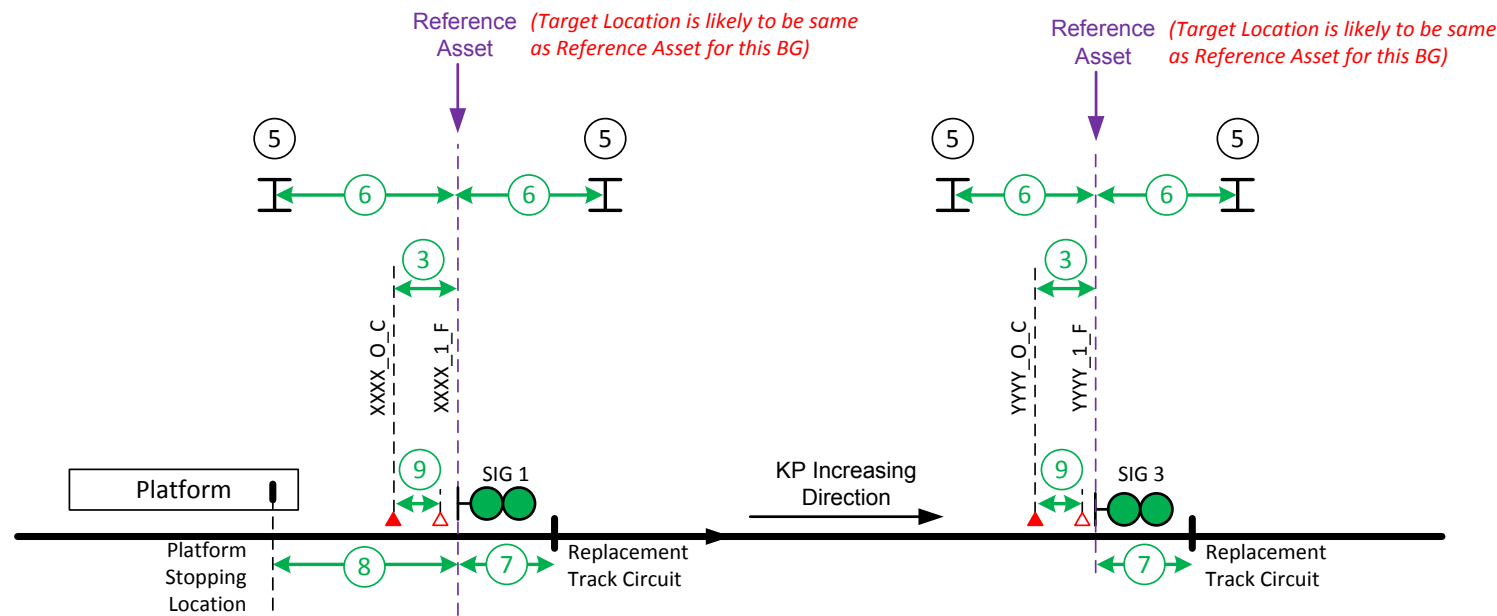 Reference
Asset
(Target Location is likely to be same
as Reference Asset for this BG)
Reference
Asset
(Target Location is likely to be same
as Reference Asset for this BG)
5
5
5
5
6
6
6
6
3
3
XXXX_O_C
XXXX_1_F
YYYY_O_C
YYYY_1_F
9
SIG 1
9
SIG 3
Platform
KP Increasing
Direction
Platform
Stopping
Location
8
7
Replacement
Track Circuit
7
Replacement
Track Circuit